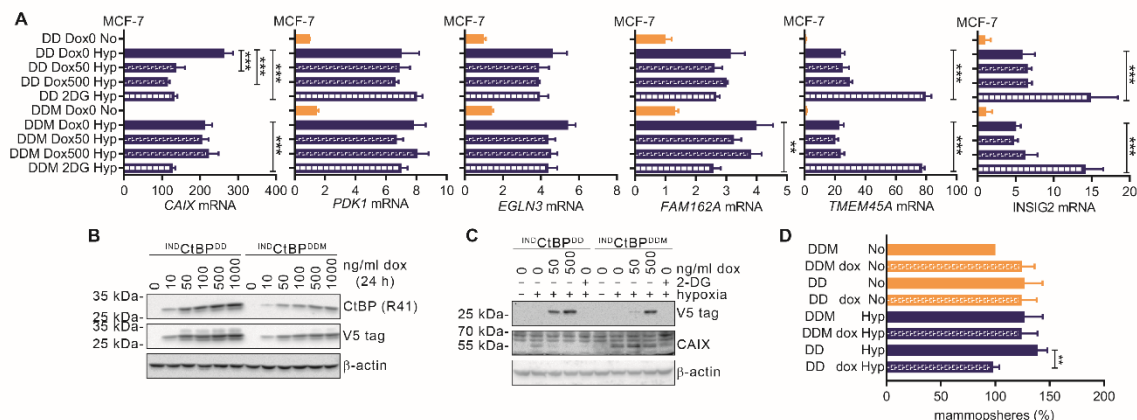 A
MCF-7
MCF-7
MCF-7
MCF-7
MCF-7
MCF-7
DD Dox0 No
DD Dox0 Hyp
DD Dox50 Hyp
DD Dox500 Hyp
DD 2DG Hyp
DDM Dox0 No
DDM Dox0 Hyp
DDM Dox50 Hyp
DDM Dox500 Hyp
DDM 2DG Hyp
***
***
***
***
**
***
***
***
***
0 100 200 300 400
0 2 4 6 8 10
0 2 4 6 8
0 1 2 3 4 5
0 20 40 60 80 100
0 5 10 15 20
CAIX mRNA
PDK1 mRNA
EGLN3 mRNA
FAM162A mRNA
TMEM45A mRNA
INSIG2 mRNA
B
INDCtBPDD INDCtBPDDM
0 10 50 100 500 1000 0 10 50 100 500 1000
ng/ml dox
(24 h)
35 kDa-
25 kDa-
CtBP (R41)
35 kDa-
25 kDa-
V5 tag
β-actin
C
INDCtBPDD INDCtBPDDM
0 0 50 500 0 0 0 50 500 0
ng/ml dox
2-DG
- + + + + - + + + +
hypoxia
25 kDa-
V5 tag
70 kDa-
55 kDa-
CAIX
β-actin
D
DDM No
DDM dox No
DD No
DD dox No
DDM Hyp
DDM dox Hyp
DD Hyp
DD dox Hyp
**
0 50 100 150 200
mammopsheres (%)